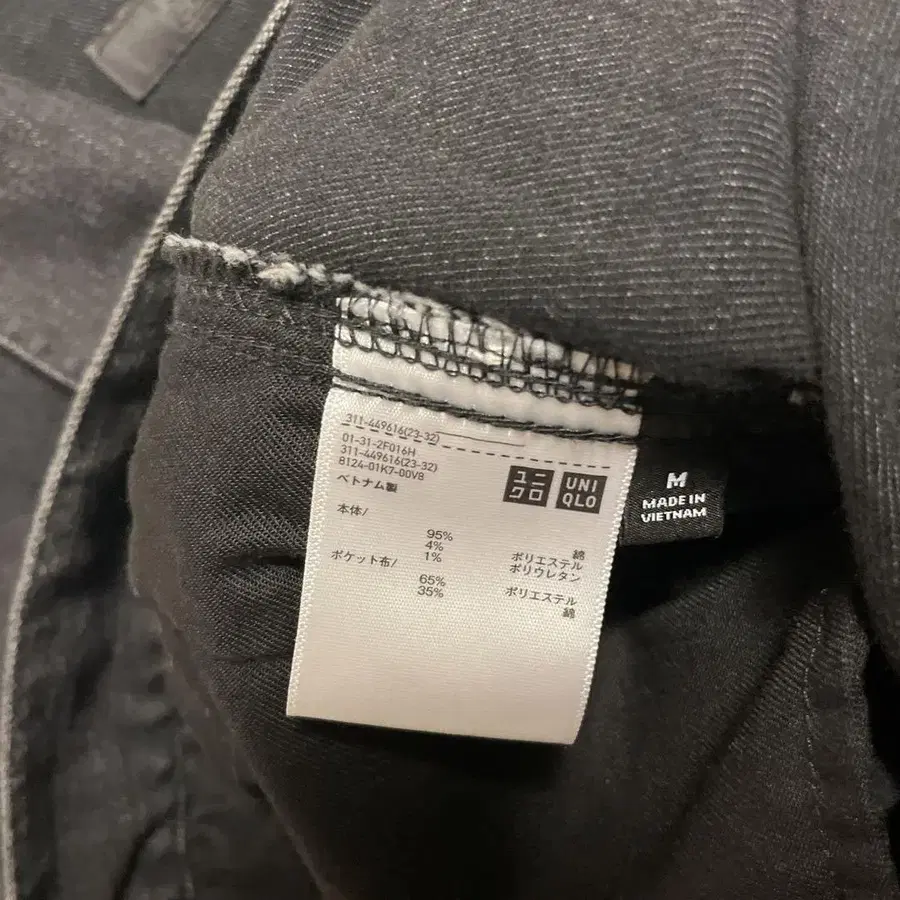 311-449616(23-32)
01-31-2F016H
311-449616(23-32)
8124-01K7-00V8
ベトナム製
ユニクロ
UNIQLO
本体/
95% 綿
4% ポリエステル
1% ポリウレタン
ポケット布/
65% ポリエステル
35% 綿
M
MADE IN
VIETNAM